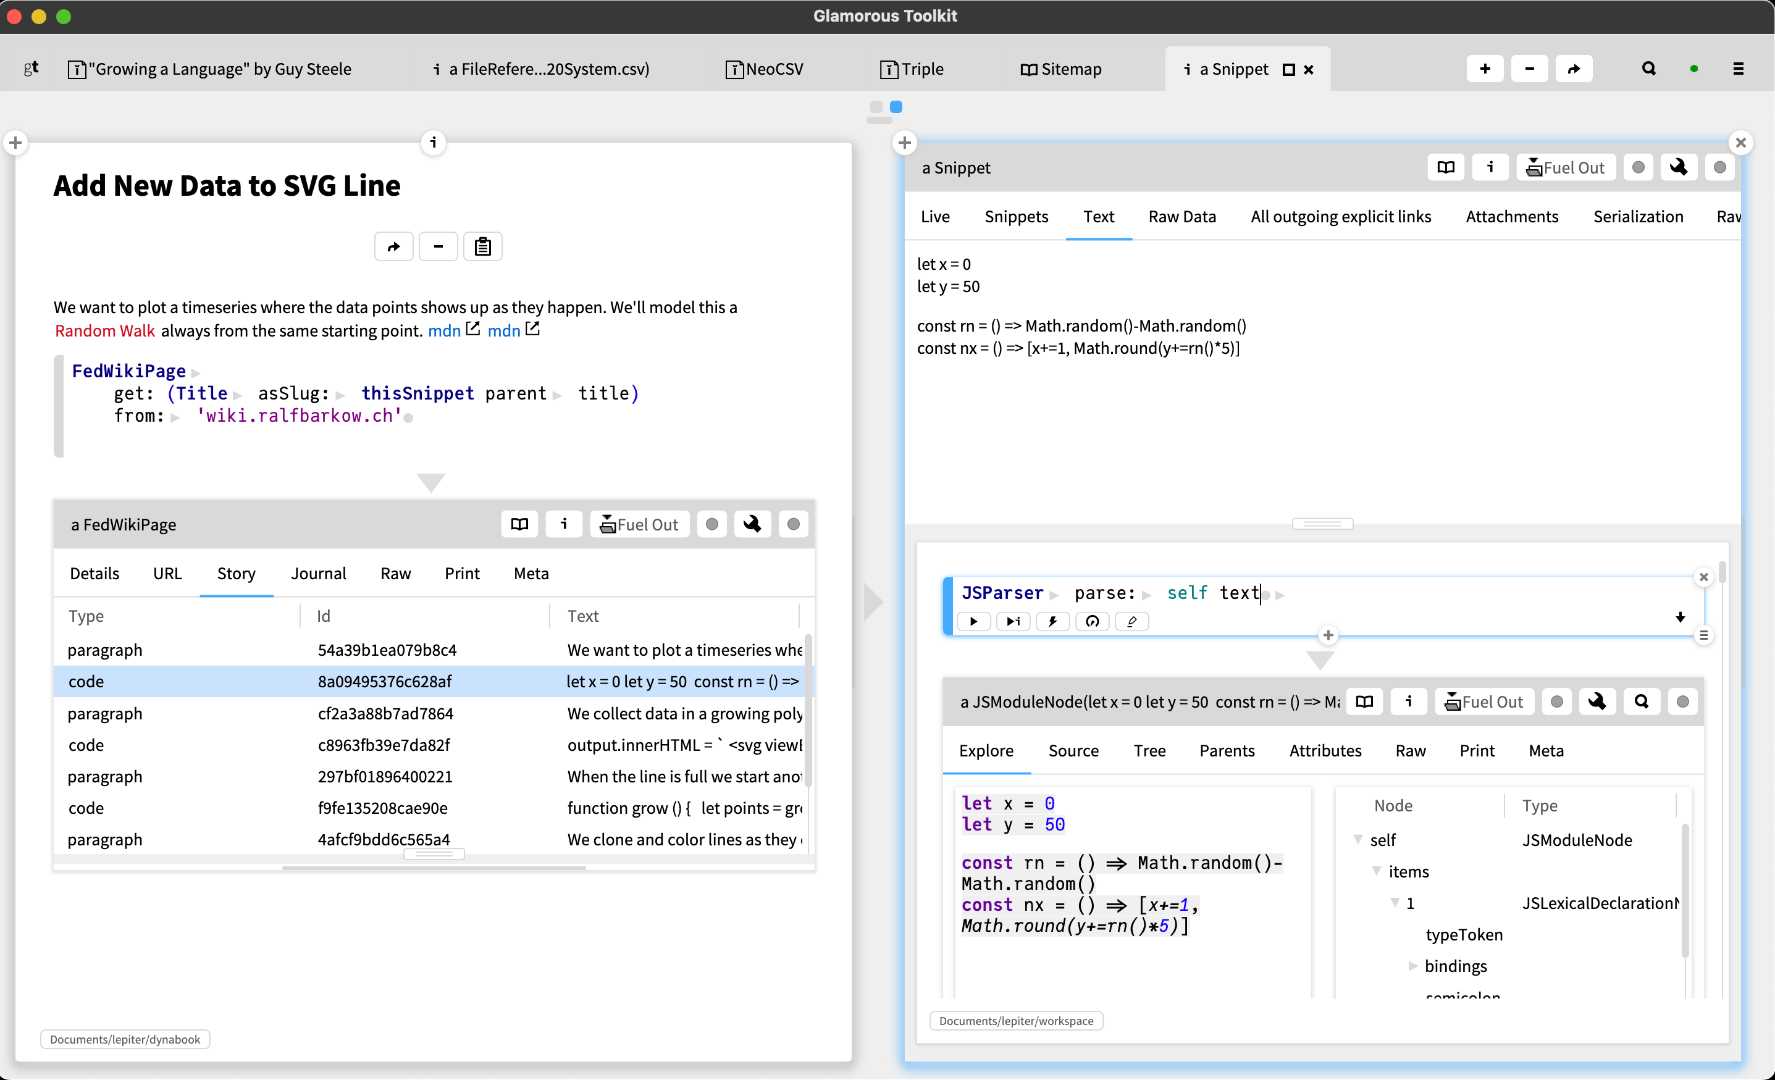 Glamorous Toolkit
gt
"Growing a Language" by Guy Steele
a FileRefere...20System.csv)
NeoCSV
Triple
Sitemap
a Snippet
Add New Data to SVG Line
We want to plot a timeseries where the data points shows up as they happen. We'll model this a
Random Walk always from the same starting point. mdn mdn
FedWikiPage
get: (Title asSlug: thisSnippet parent title)
from: 'wiki.ralfbarkow.ch'
a FedWikiPage
Fuel Out
Details URL Story Journal Raw Print Meta
Type Id Text
paragraph 54a39b1ea079b8c4 We want to plot a timeseries whe
code 8a09495376c628af let x = 0 let y = 50 const rn = () =>
paragraph cf2a3a88b7ad7864 We collect data in a growing poly
code c8963fb39e7da82f output.innerHTML = ` <svg viewB
paragraph 297bf01896400221 When the line is full we start ano
code f9fe135208cae90e function grow () { let points = gr
paragraph 4afcf9bdd6c565a4 We clone and color lines as they
Documents/lepiter/dynabook
a Snippet
Fuel Out
Live Snippets Text Raw Data All outgoing explicit links Attachments Serialization Raw
let x = 0
let y = 50
const rn = () => Math.random()-Math.random()
const nx = () => [x+=1, Math.round(y+=rn()*5)]
JSParser parse: self text
a JSModuleNode(let x = 0 let y = 50 const rn = () => Ma
Fuel Out
Explore Source Tree Parents Attributes Raw Print Meta
let x = 0
let y = 50
const rn = () => Math.random()-
Math.random()
const nx = () => [x+=1,
Math.round(y+=rn()*5)]
Node Type
self JSModuleNode
items
1 JSLexicalDeclarationN
typeToken
bindings
semicolon
Documents/lepiter/workspace